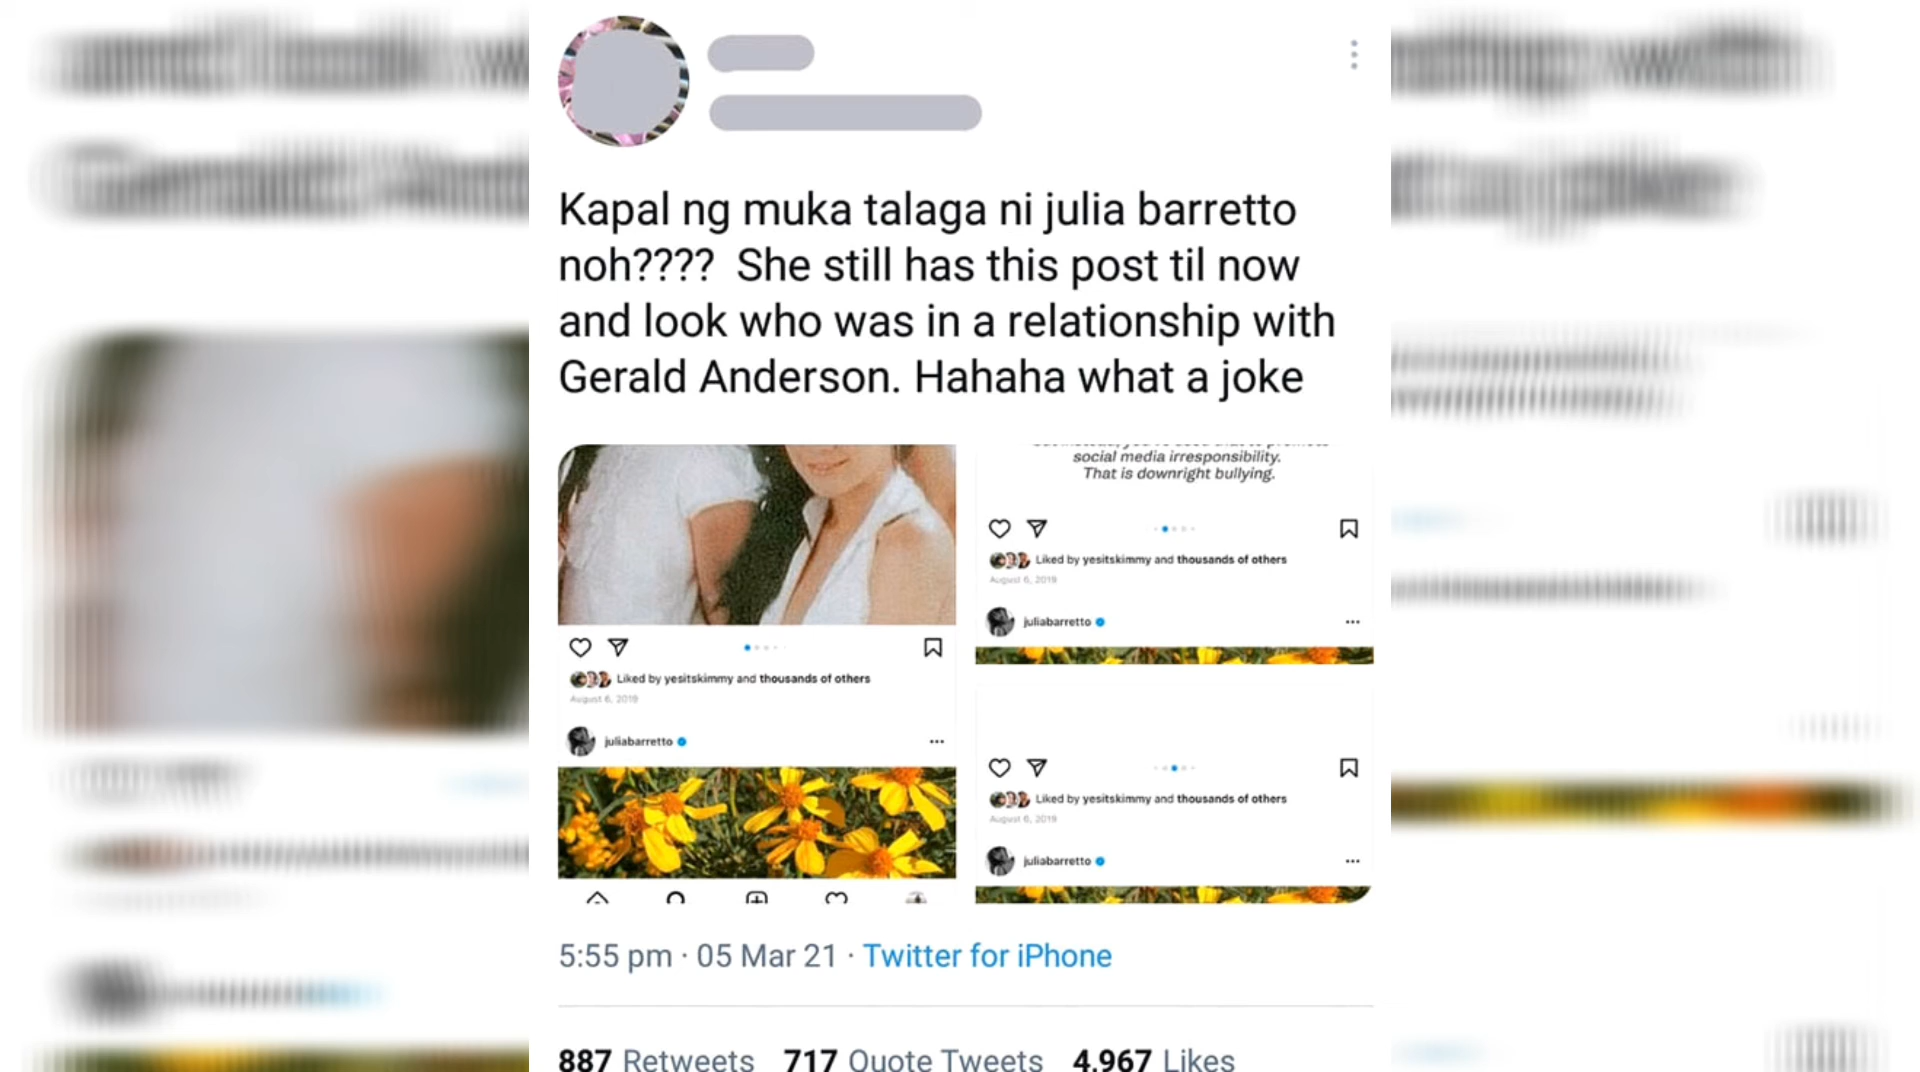 Kapal ng muka talaga ni julia barretto
noh????  She still has this post til now
and look who was in a relationship with
Gerald Anderson. Hahaha what a joke
social media irresponsibility.
That is downright bullying.
Liked by yesitskimmy and thousands of others
August 6, 2019
juliabarretto
Liked by yesitskimmy and thousands of others
August 6, 2019
juliabarretto
Liked by yesitskimmy and thousands of others
August 6, 2019
juliabarretto
5:55 pm · 05 Mar 21 · Twitter for iPhone
887 Retweets 717 Quote Tweets 4,967 Likes